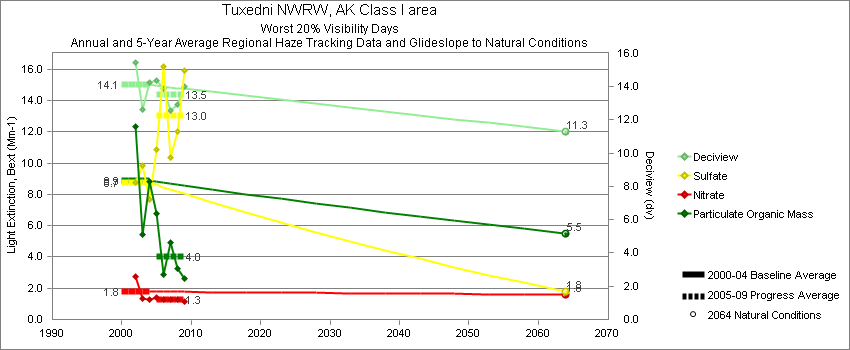 Tuxedni NWRW, AK Class I area
Worst 20% Visibility Days
Annual and 5-Year Average Regional Haze Tracking Data and Glideslope to Natural Conditions
Light Extinction, Bext (Mm-1)
16.0
14.0
12.0
10.0
8.0
6.0
4.0
2.0
0.0
14.1
13.5
13.0
11.3
8.9
8.7
5.5
4.0
1.8
1.3
1.8
16.0
14.0
12.0
10.0
8.0
6.0
4.0
2.0
0.0
Deciview (dv)
1990 2000 2010 2020 2030 2040 2050 2060 2070
Deciview
Sulfate
Nitrate
Particulate Organic Mass
2000-04 Baseline Average
2005-09 Progress Average
2064 Natural Conditions